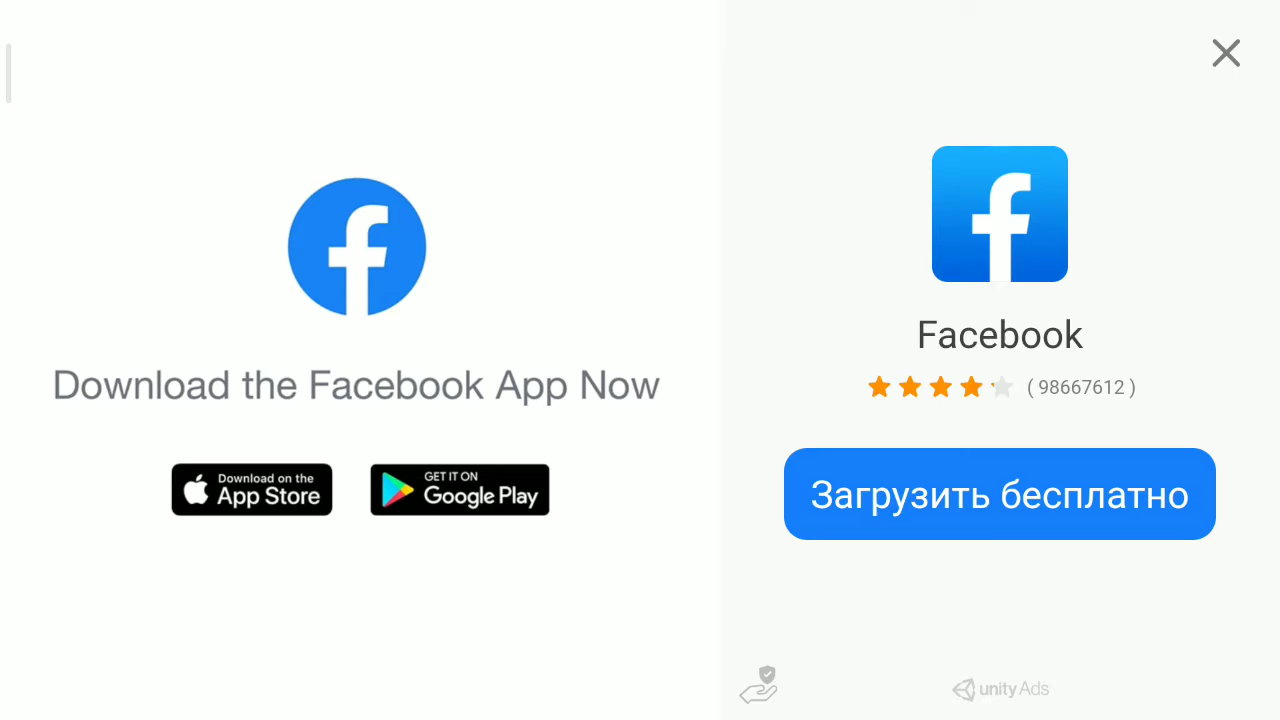 Download the Facebook App Now
Download on the
App Store
GET IT ON
Google Play
Facebook
( 98667612 )
Загрузить бесплатно
unity Ads